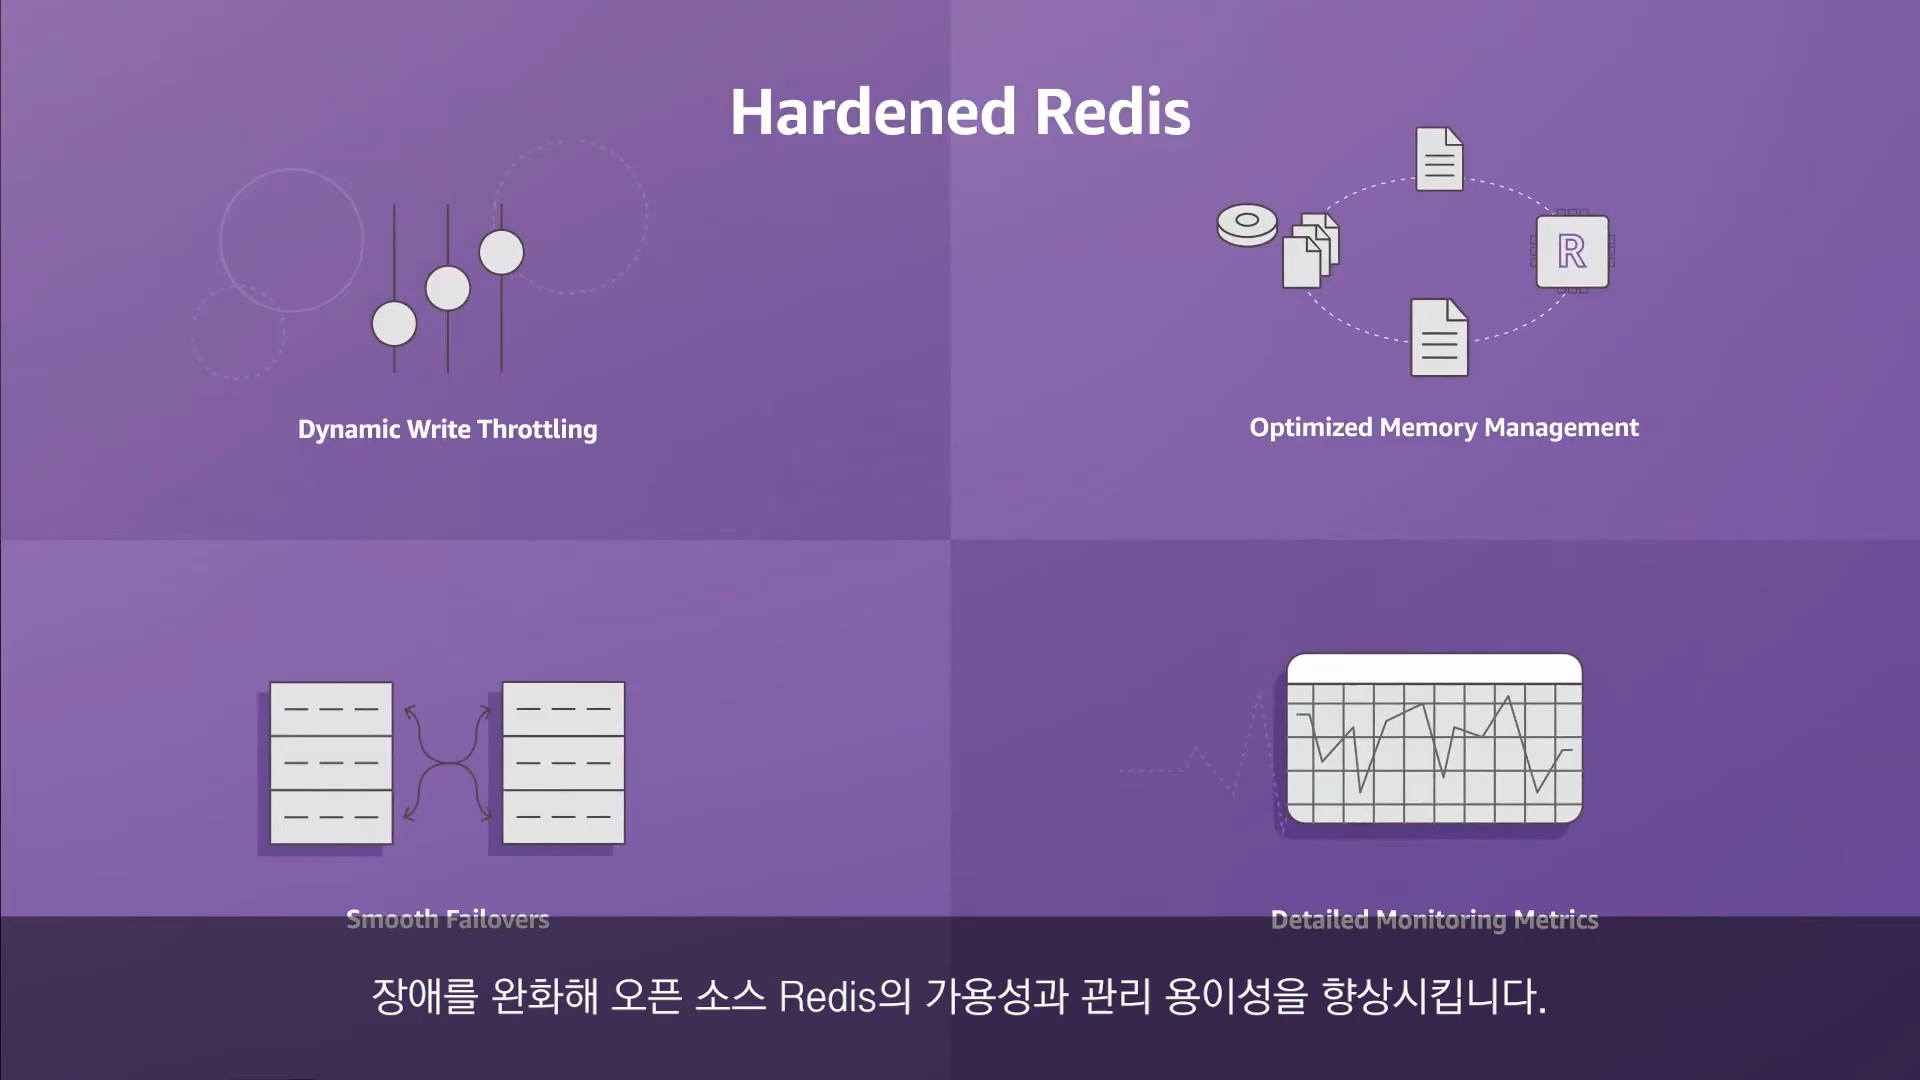 Hardened Redis
R
Dynamic Write Throttling
Optimized Memory Management
Smooth Failovers
Detailed Monitoring Metrics
장애를 완화해 오픈 소스 Redis의 가용성과 관리 용이성을 향상시킵니다.